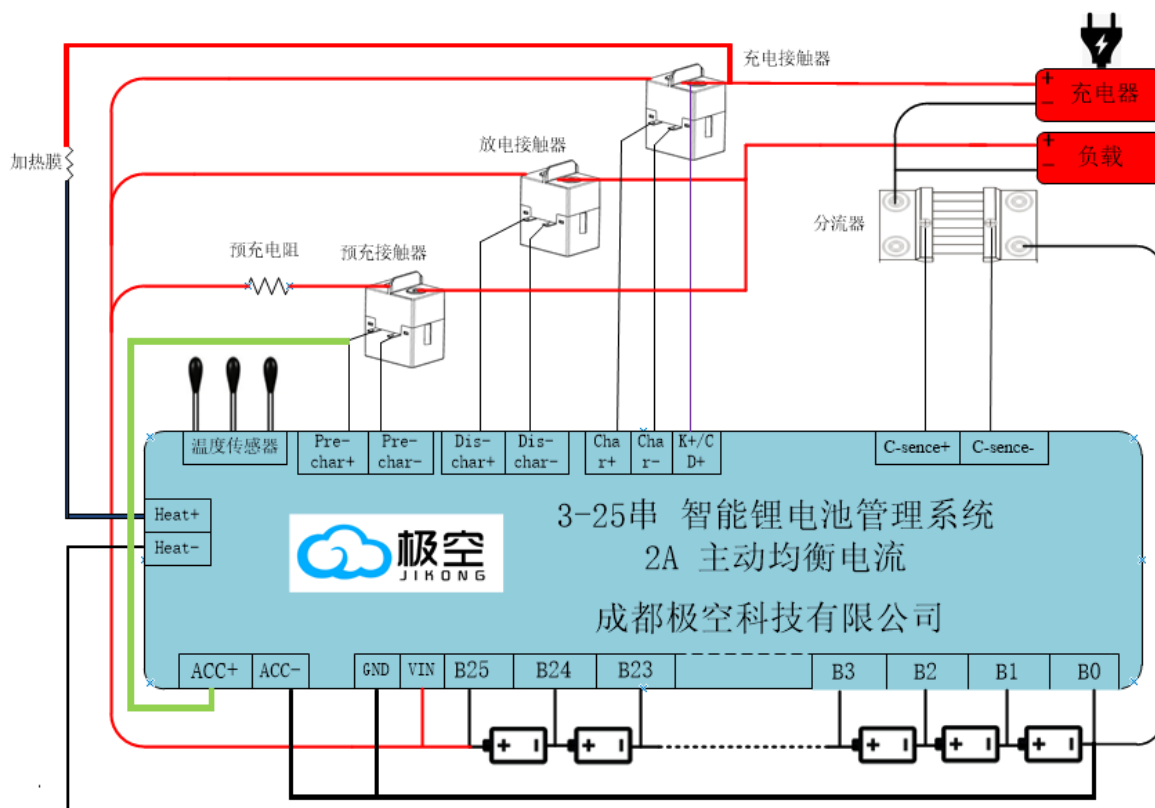 充电接触器
+
充电器
−
放电接触器
+
负载
−
加热膜
分流器
预充电阻
预充接触器
温度传感器
Pre-
char+
Pre-
char-
Dis-
char+
Dis-
char-
Cha
r+
Cha
r-
K+/C
D+
C-sence+
C-sence-
Heat+
Heat-
极空
JIKONG
3-25串 智能锂电池管理系统
2A 主动均衡电流
成都极空科技有限公司
ACC+
ACC-
GND
VIN
B25
B24
B23
B3
B2
B1
B0